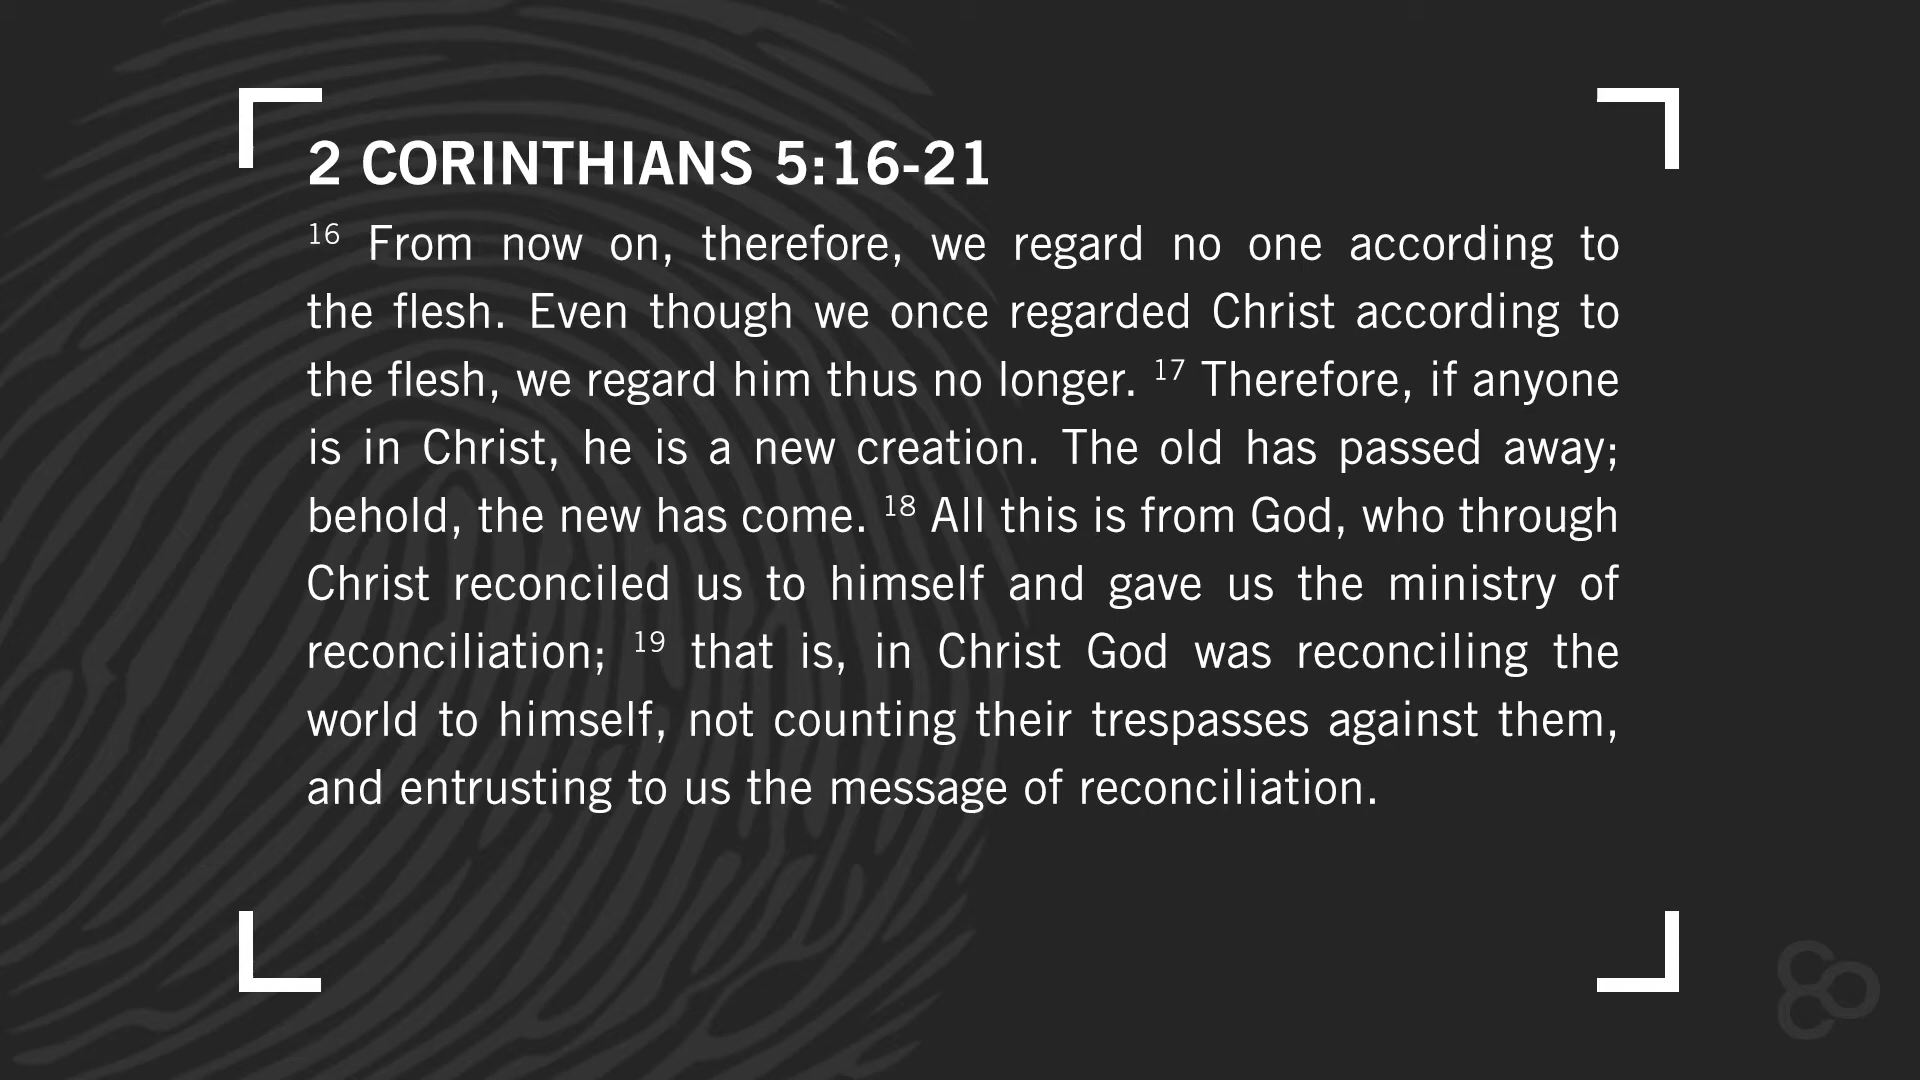 2 CORINTHIANS 5:16-21
16 From now on, therefore, we regard no one according to
the flesh. Even though we once regarded Christ according to
the flesh, we regard him thus no longer. 17 Therefore, if anyone
is in Christ, he is a new creation. The old has passed away;
behold, the new has come. 18 All this is from God, who through
Christ reconciled us to himself and gave us the ministry of
reconciliation; 19 that is, in Christ God was reconciling the
world to himself, not counting their trespasses against them,
and entrusting to us the message of reconciliation.